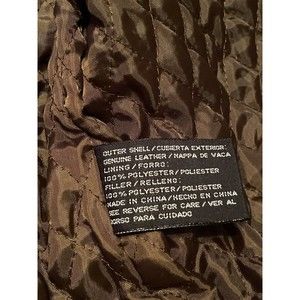 OUTER SHELL/CUBIERTA EXTERIOR:
GENUINE LEATHER/NAPPA DE VACA
LINING/FORRO:
100% POLYESTER/POLIESTER
FILLER/RELLENO:
100% POLYESTER/POLIESTER
MADE IN CHINA/HECHO EN CHINA
SEE REVERSE FOR CARE/VER AL
DORSO PARA CUIDADO